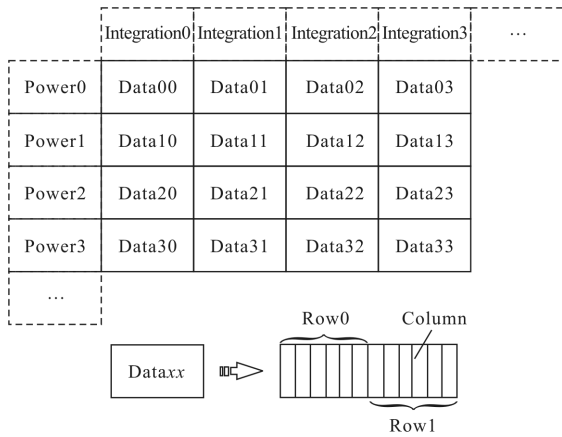 Integration0 Integration1 Integration2 Integration3 ...
Power0 Data00 Data01 Data02 Data03
Power1 Data10 Data11 Data12 Data13
Power2 Data20 Data21 Data22 Data23
Power3 Data30 Data31 Data32 Data33
...
Row0 Column
Dataxx
Row1